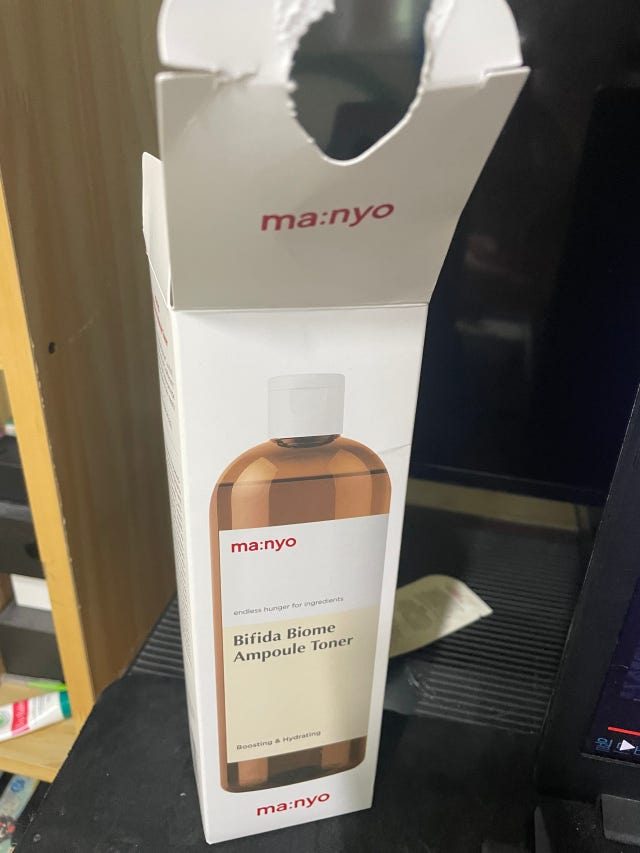 ma:nyo
ma:nyo
endless hunger for ingredients
Bifida Biome
Ampoule Toner
Boosting & Hydrating
ma:nyo